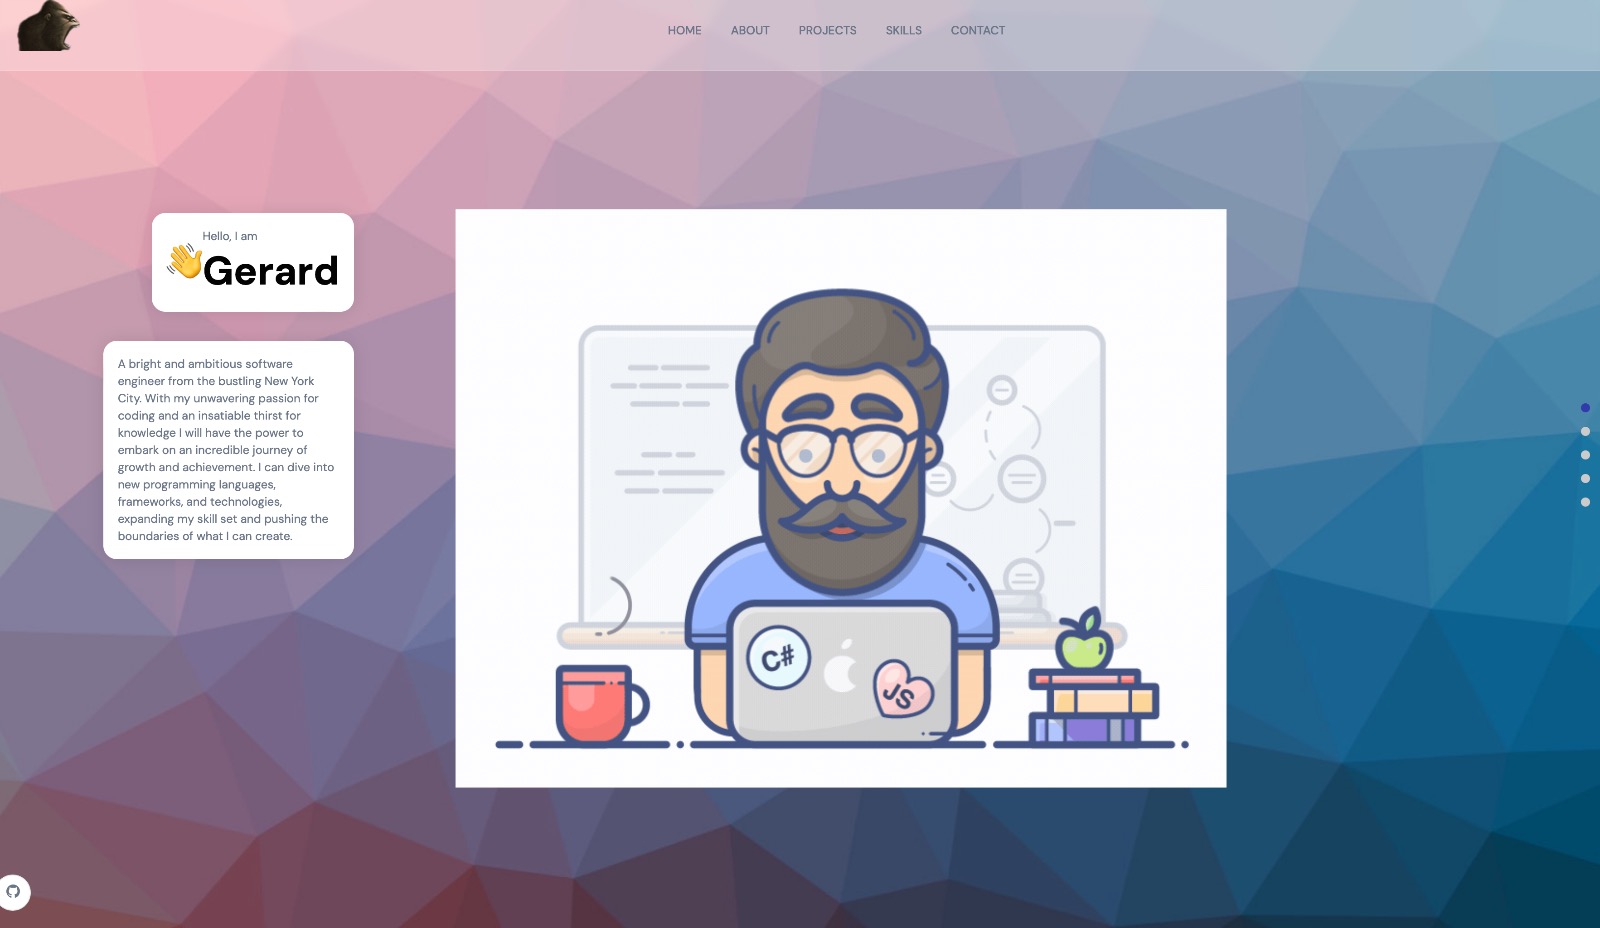 HOME ABOUT PROJECTS SKILLS CONTACT
Hello, I am
Gerard
A bright and ambitious software
engineer from the bustling New York
City. With my unwavering passion for
coding and an insatiable thirst for
knowledge I will have the power to
embark on an incredible journey of
growth and achievement. I can dive into
new programming languages,
frameworks, and technologies,
expanding my skill set and pushing the
boundaries of what I can create.
C#
JS